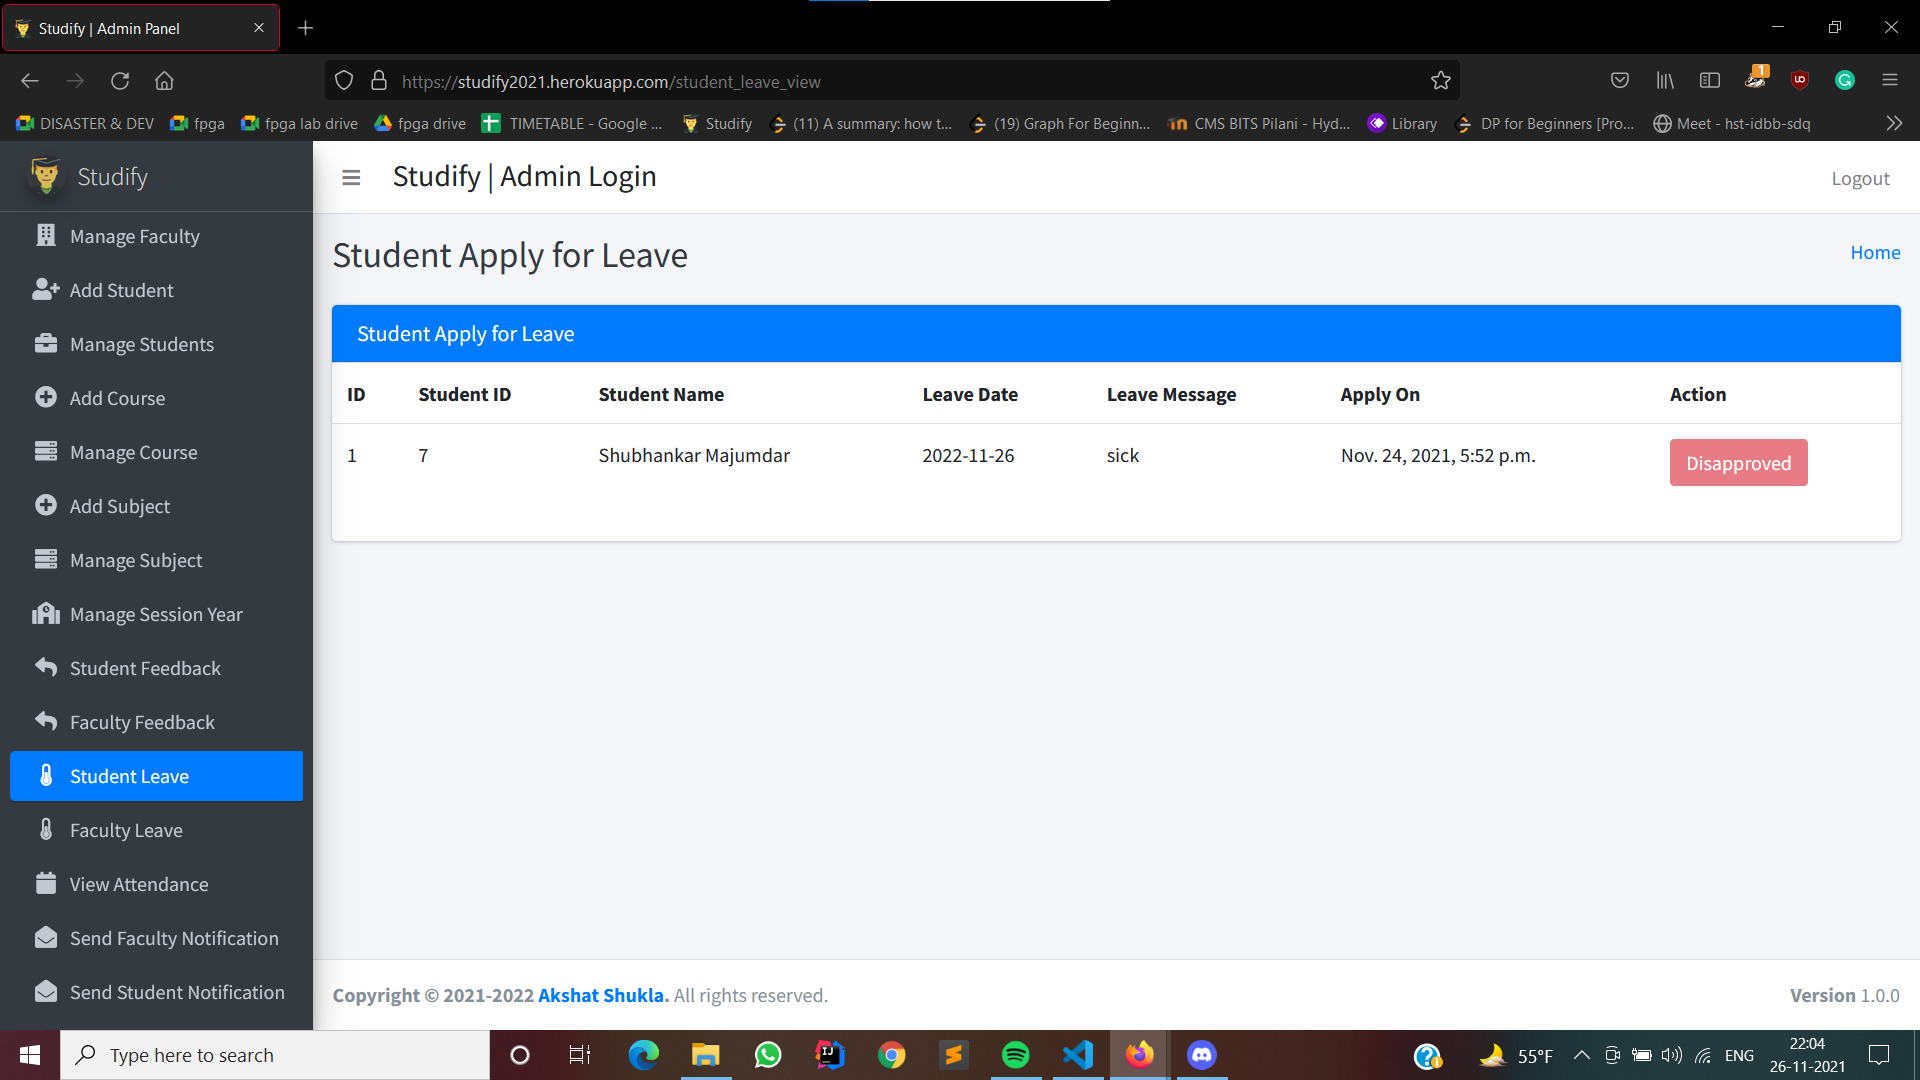 Studify | Admin Panel
https://studify2021.herokuapp.com/student_leave_view
1
DISASTER & DEV
fpga
fpga lab drive
fpga drive
TIMETABLE - Google ...
Studify
(11) A summary: how t...
(19) Graph For Beginn...
CMS BITS Pilani - Hyd...
Library
DP for Beginners [Pro...
Meet - hst-idbb-sdq
Studify
Manage Faculty
Add Student
Manage Students
Add Course
Manage Course
Add Subject
Manage Subject
Manage Session Year
Student Feedback
Faculty Feedback
Student Leave
Faculty Leave
View Attendance
Send Faculty Notification
Send Student Notification
Studify | Admin Login
Logout
Student Apply for Leave
Home
Student Apply for Leave
ID Student ID Student Name Leave Date Leave Message Apply On Action
1 7 Shubhankar Majumdar 2022-11-26 sick Nov. 24, 2021, 5:52 p.m. Disapproved
Copyright © 2021-2022 Akshat Shukla. All rights reserved.
Version 1.0.0
Type here to search
55°F
ENG
22:04
26-11-2021